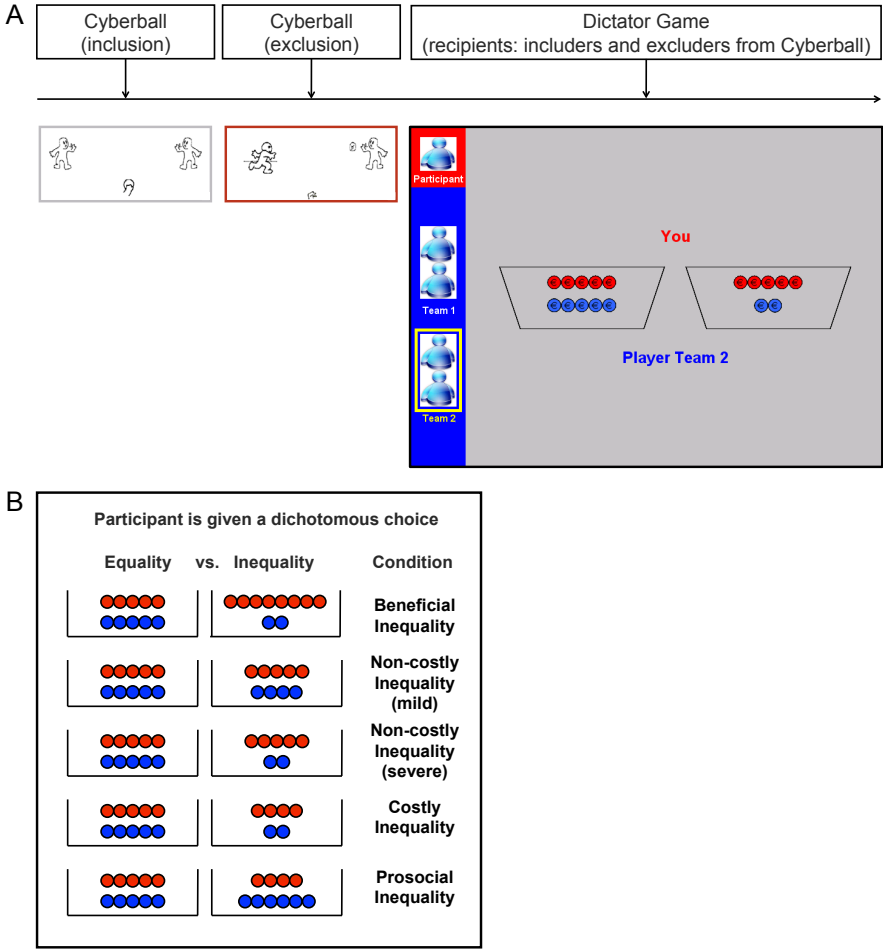 A
Cyberball
(inclusion)
Cyberball
(exclusion)
Dictator Game
(recipients: includers and excluders from Cyberball)
Participant
Team 1
Team 2
You
Player Team 2
B
Participant is given a dichotomous choice
Equality vs. Inequality Condition
Beneficial
Inequality
Non-costly
Inequality
(mild)
Non-costly
Inequality
(severe)
Costly
Inequality
Prosocial
Inequality